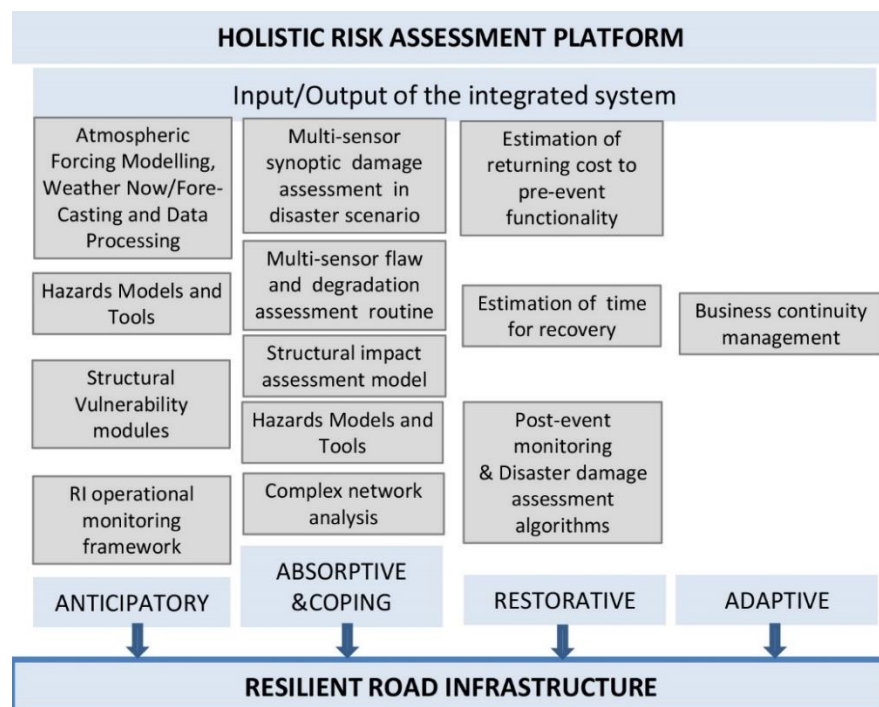 HOLISTIC RISK ASSESSMENT PLATFORM
Input/Output of the integrated system
Atmospheric
Forcing Modelling,
Weather Now/Fore-
Casting and Data
Processing
Hazards Models and
Tools
Structural
Vulnerability
modules
RI operational
monitoring
framework
ANTICIPATORY
Multi-sensor
synoptic damage
assessment in
disaster scenario
Multi-sensor flaw
and degradation
assessment routine
Structural impact
assessment model
Hazards Models and
Tools
Complex network
analysis
ABSORPTIVE
&COPING
Estimation of
returning cost to
pre-event
functionality
Estimation of time
for recovery
Post-event
monitoring
& Disaster damage
assessment
algorithms
RESTORATIVE
Business continuity
management
ADAPTIVE
RESILIENT ROAD INFRASTRUCTURE